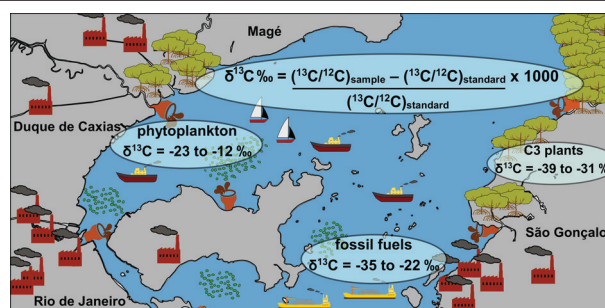 Magé
δ¹³C ‰ = (¹³C/¹²C)sample – (¹³C/¹²C)standard x 1000
(¹³C/¹²C)standard
Duque de Caxias
phytoplankton
δ¹³C = -23 to -12 ‰
C3 plants
δ¹³C = -39 to -31 ‰
São Gonçalo
fossil fuels
δ¹³C = -35 to -22 ‰
Rio de Janeiro